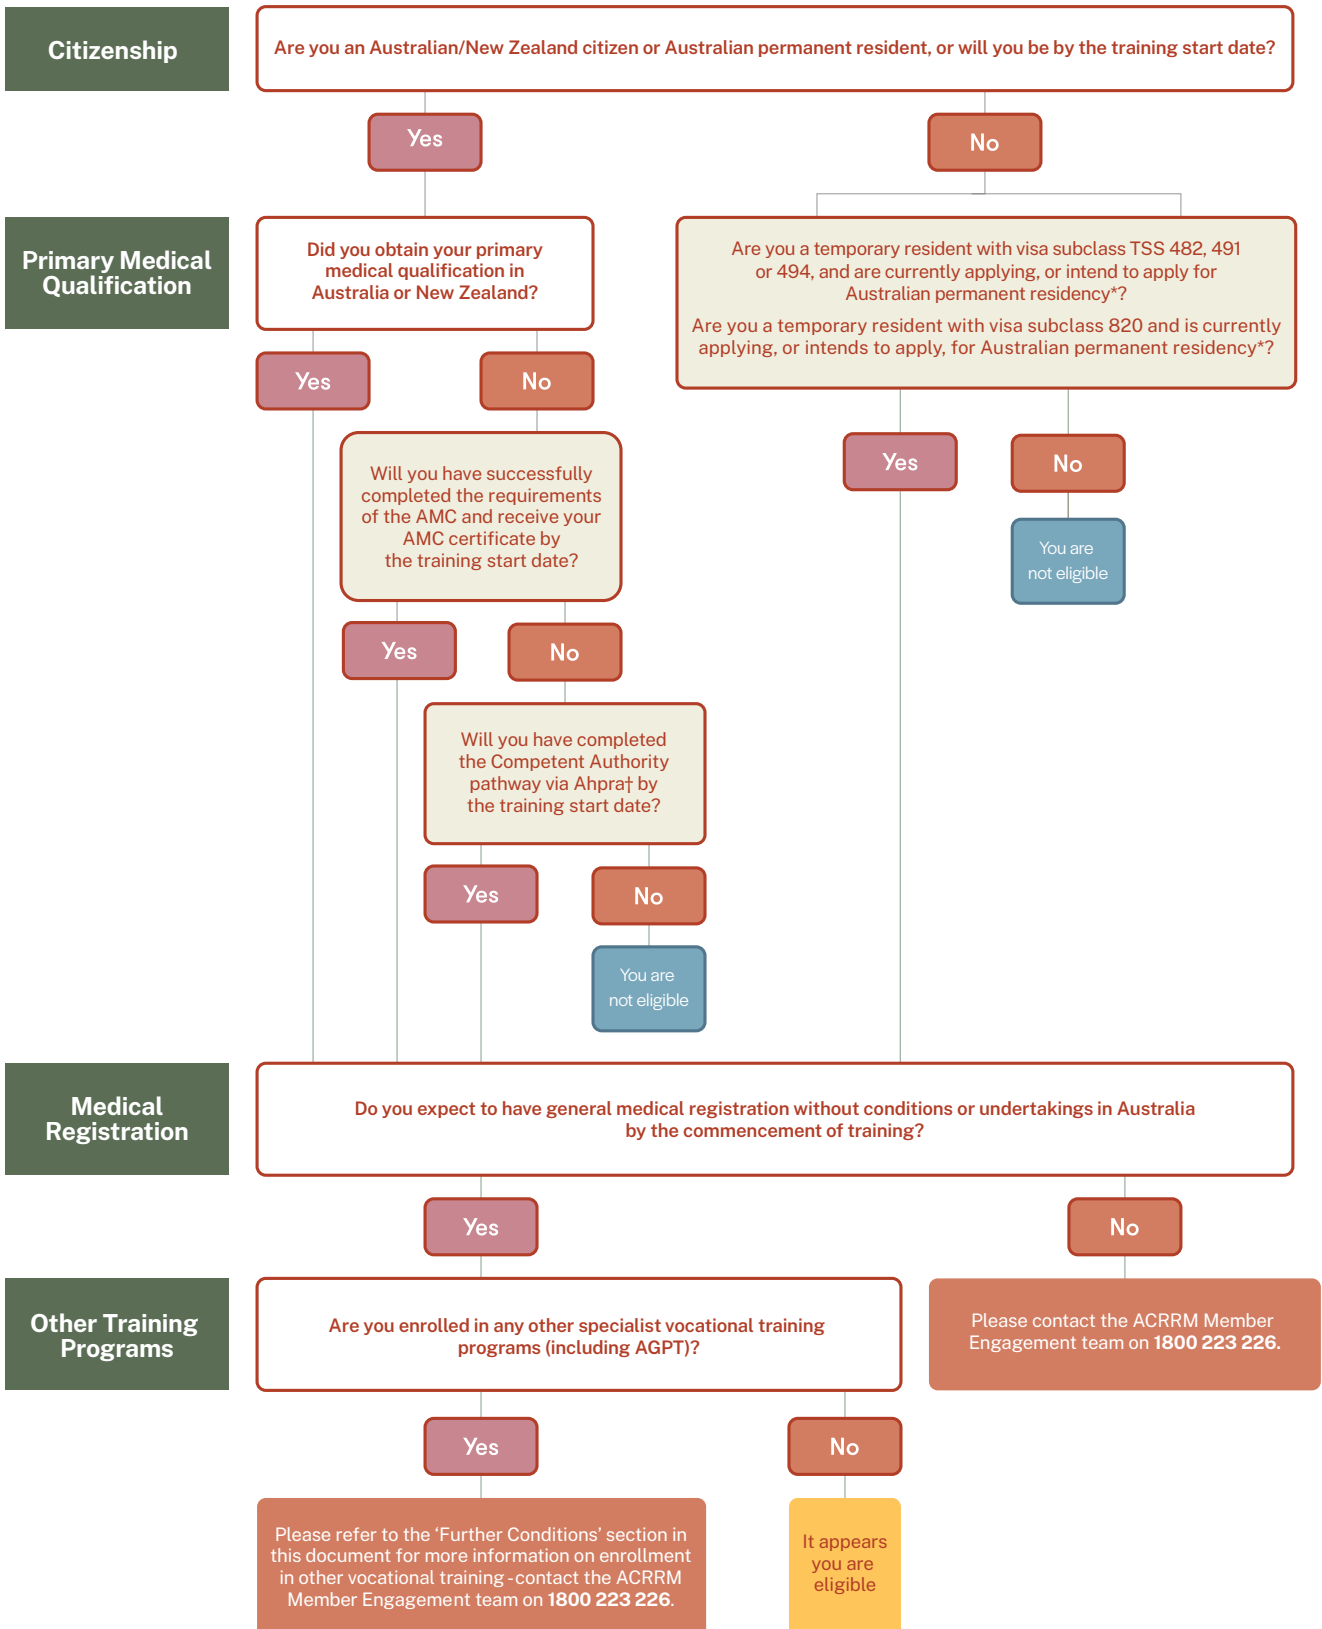 Citizenship
Are you an Australian/New Zealand citizen or Australian permanent resident, or will you be by the training start date?
Yes
No
Primary Medical
Qualification
Did you obtain your primary
medical qualification in
Australia or New Zealand?
Are you a temporary resident with visa subclass TSS 482, 491
or 494, and are currently applying, or intend to apply for
Australian permanent residency*?
Are you a temporary resident with visa subclass 820 and is currently
applying, or intends to apply, for Australian permanent residency*?
Yes
No
Yes
No
Will you have successfully
completed the requirements
of the AMC and receive your
AMC certificate by
the training start date?
You are
not eligible
Yes
No
Will you have completed
the Competent Authority
pathway via Ahpra† by
the training start date?
Yes
No
You are
not eligible
Medical
Registration
Do you expect to have general medical registration without conditions or undertakings in Australia
by the commencement of training?
Yes
No
Other Training
Programs
Are you enrolled in any other specialist vocational training
programs (including AGPT)?
Please contact the ACRRM Member
Engagement team on 1800 223 226.
Yes
No
Please refer to the ‘Further Conditions’ section in
this document for more information on enrollment
in other vocational training - contact the ACRRM
Member Engagement team on 1800 223 226.
It appears
you are
eligible